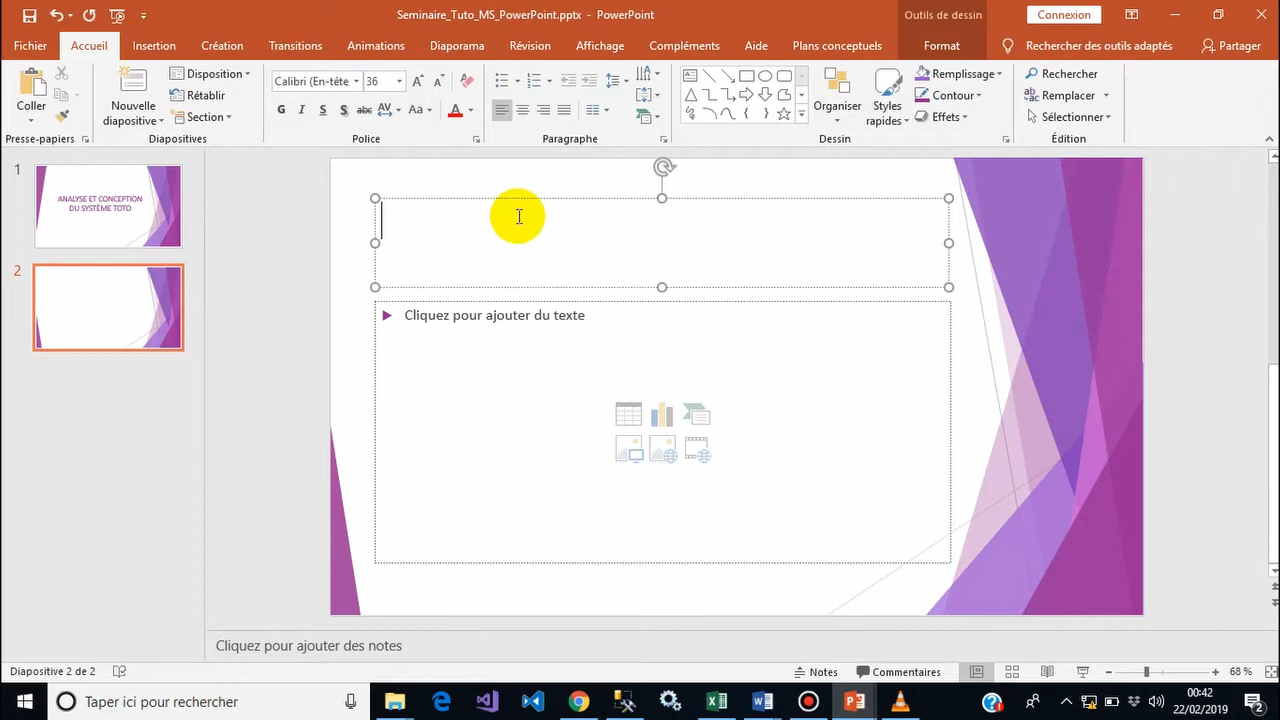 Seminaire_Tuto_MS_PowerPoint.pptx - PowerPoint
Outils de dessin
Connexion
Fichier Accueil Insertion Création Transitions Animations Diaporama Révision Affichage Compléments Aide Plans conceptuels Format Rechercher des outils adaptés Partager
Coller
Presse-papiers
Nouvelle diapositive
Disposition
Rétablir
Section
Diapositives
Calibri (En-tête 36
G I S S abc AV Aa A
Police
Paragraphe
Organiser
Styles rapides
Remplissage
Contour
Effets
Dessin
Rechercher
Remplacer
Sélectionner
Édition
1
ANALYSE ET CONCEPTION
DU SYSTÈME TOTO
2
Cliquez pour ajouter du texte
Cliquez pour ajouter des notes
Diapositive 2 de 2
Notes
Commentaires
68 %
Taper ici pour rechercher
00:42
22/02/2019
2